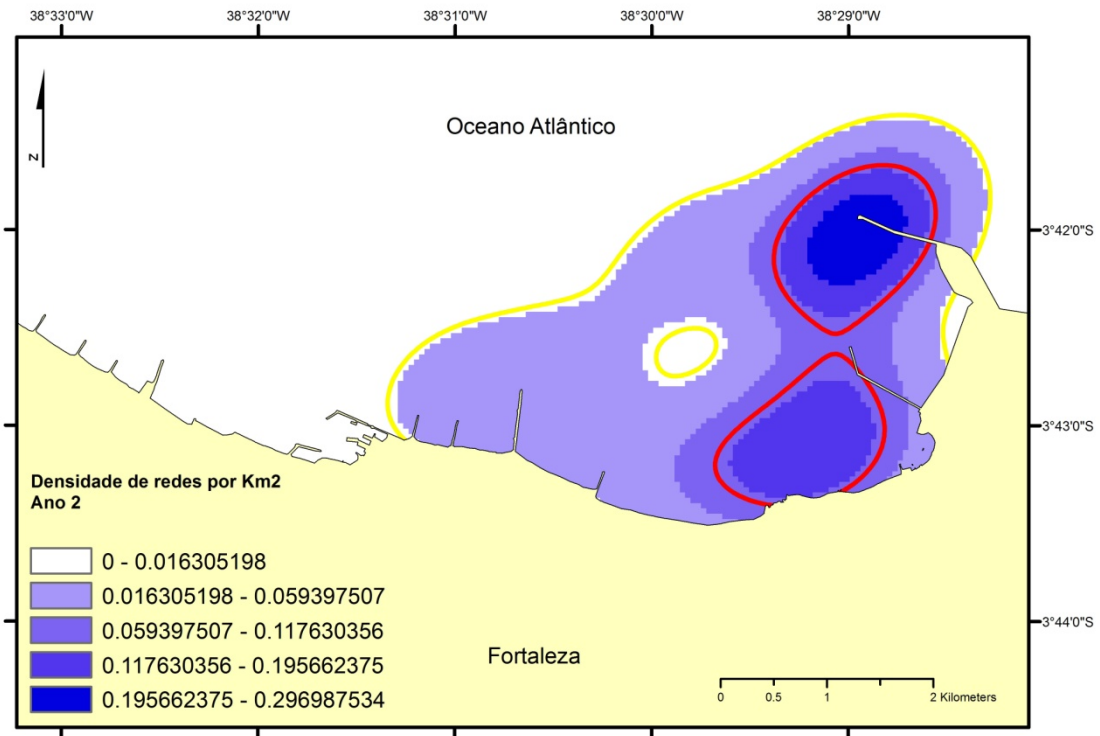 38°33'0"W 38°32'0"W 38°31'0"W 38°30'0"W 38°29'0"W
Oceano Atlântico
N
3°42'0"S
3°43'0"S
Densidade de redes por Km2
Ano 2
0 - 0.016305198
0.016305198 - 0.059397507
0.059397507 - 0.117630356
0.117630356 - 0.195662375
0.195662375 - 0.296987534
3°44'0"S
Fortaleza
0 0.5 1 2 Kilometers